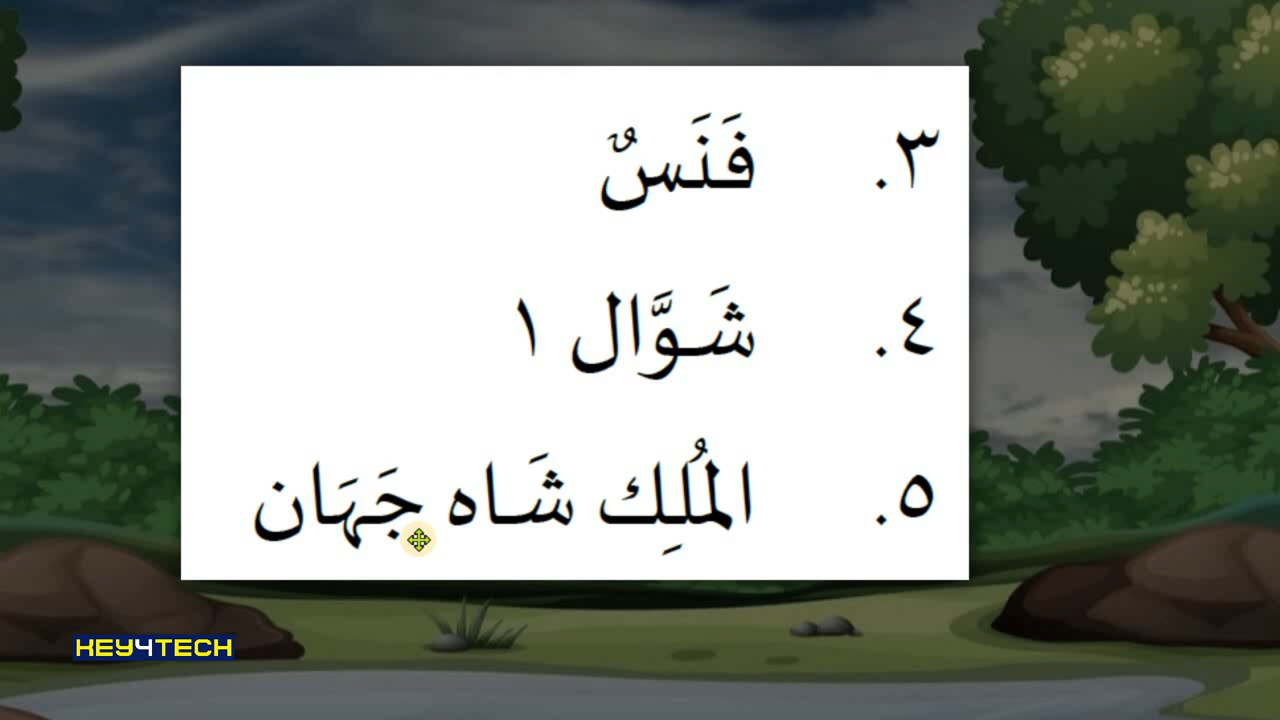 ٣. فَنَسٌ
٤. شَوَّال ١
٥. المُلِك شَاه جَهَان
KEY4TECH